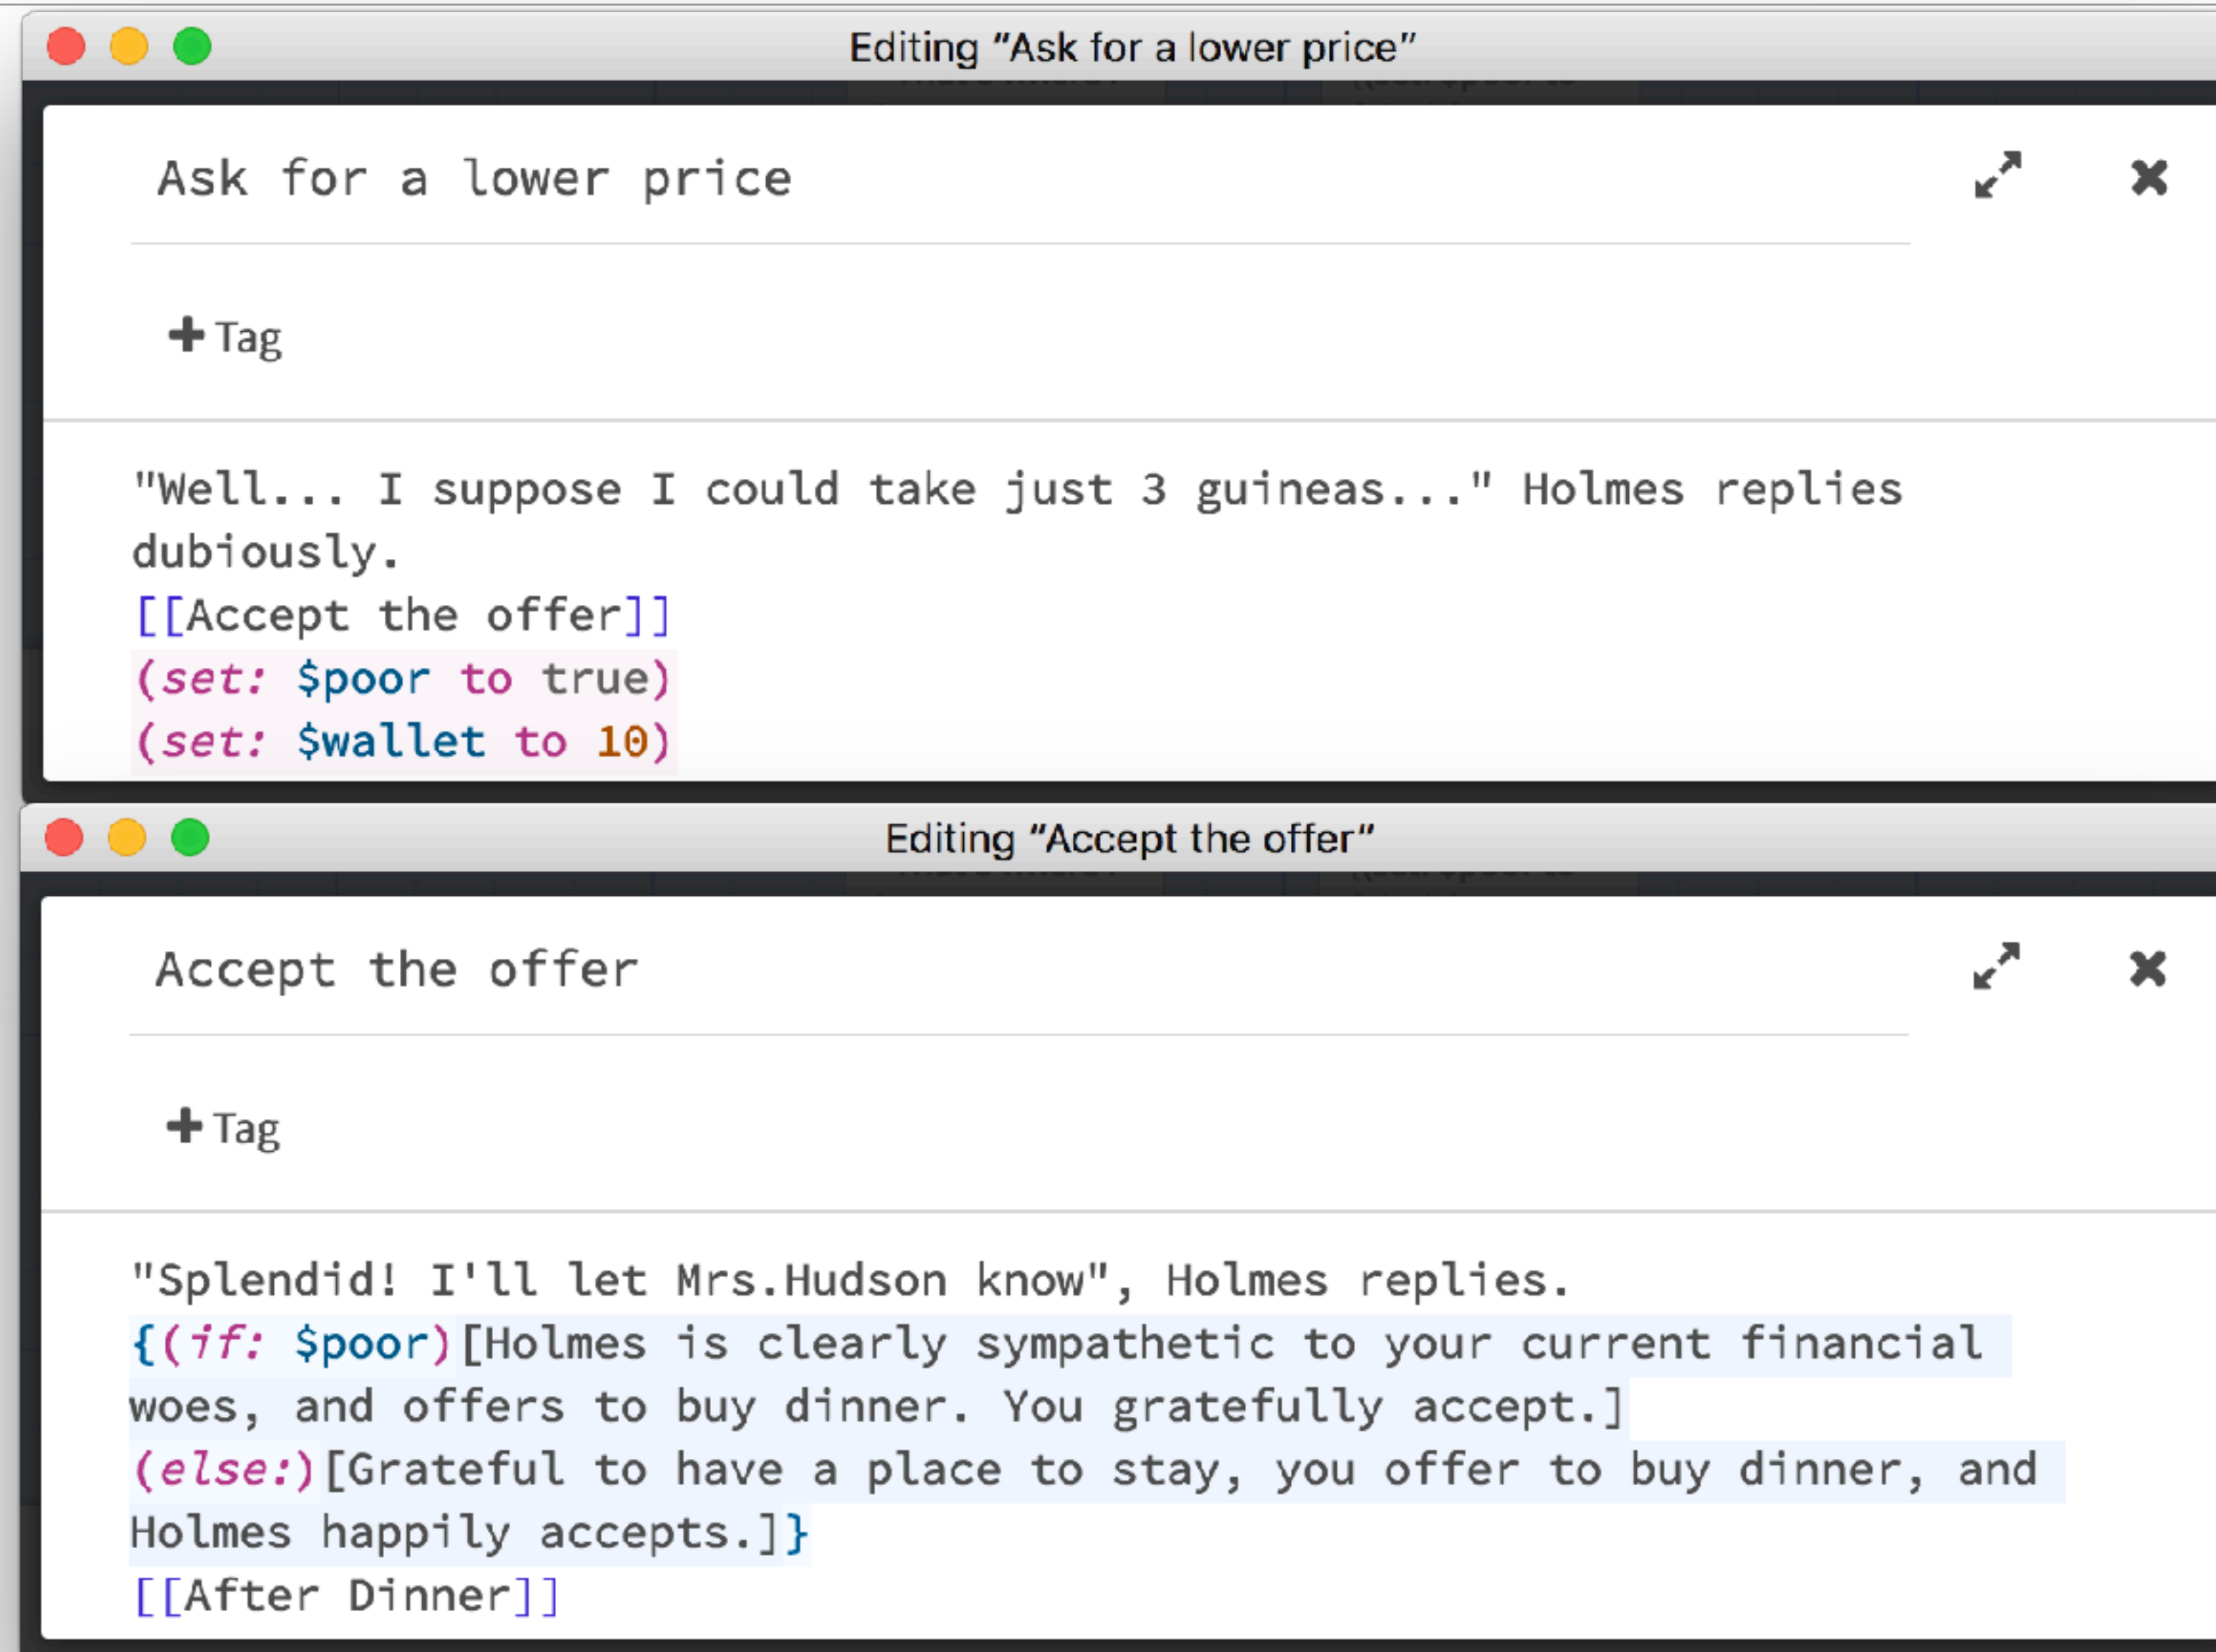 Editing “Ask for a lower price”
Ask for a lower price
Tag
"Well... I suppose I could take just 3 guineas..." Holmes replies
dubiously.
[[Accept the offer]]
(set: $poor to true)
(set: $wallet to 10)
Editing “Accept the offer”
Accept the offer
Tag
"Splendid! I'll let Mrs.Hudson know", Holmes replies.
{(if: $poor)[Holmes is clearly sympathetic to your current financial
woes, and offers to buy dinner. You gratefully accept.]
(else:)[Grateful to have a place to stay, you offer to buy dinner, and
Holmes happily accepts.]}
[[After Dinner]]